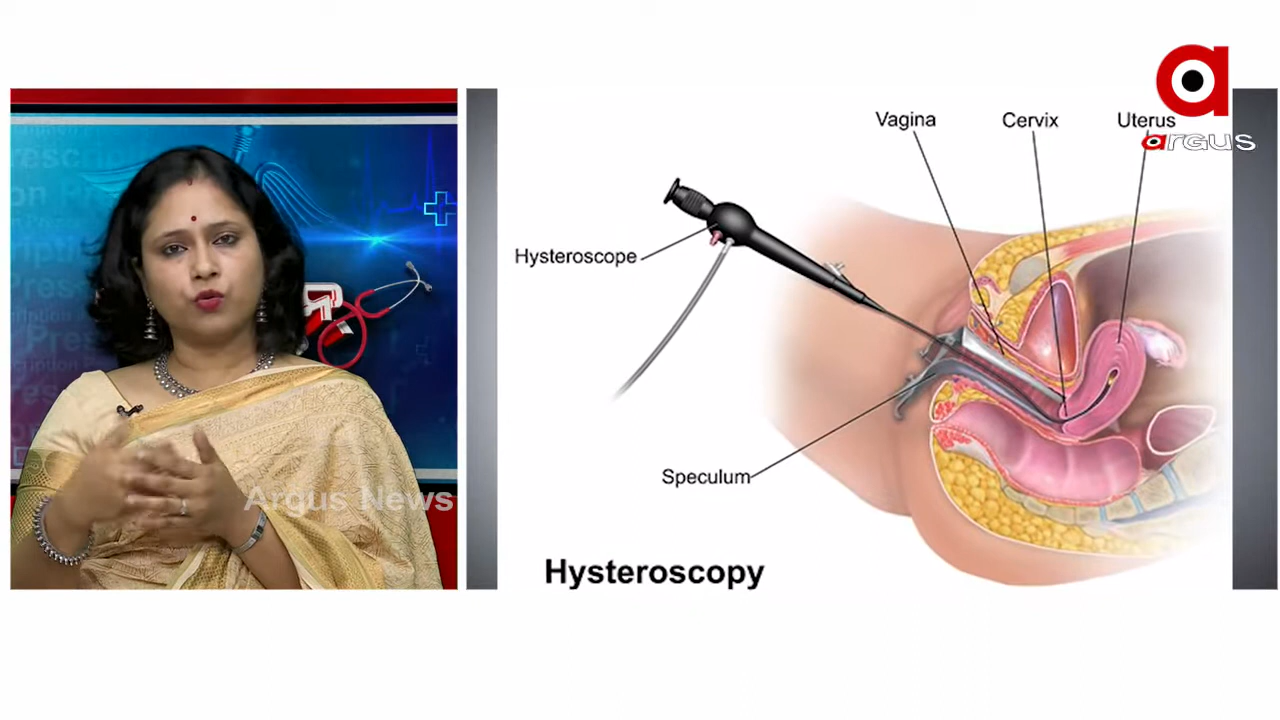 Vagina
Cervix
Uterus
argus
Hysteroscope
Speculum
Argus News
Hysteroscopy